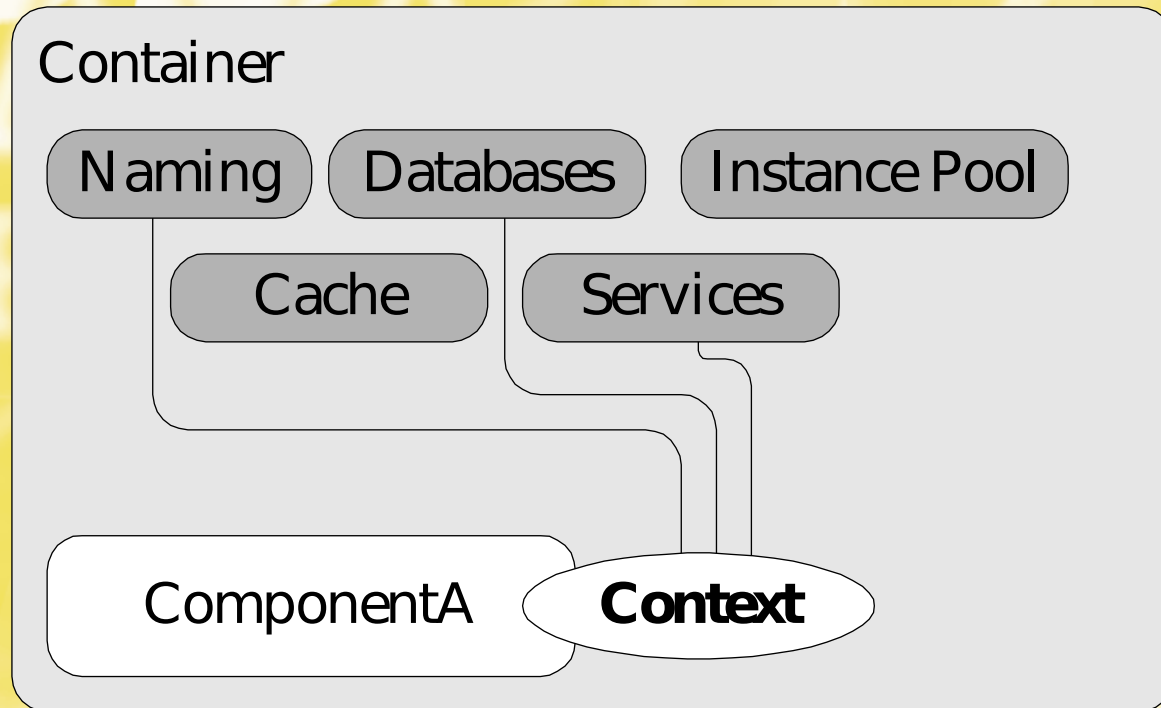 Container
Naming Databases Instance Pool
Cache Services
ComponentA Context